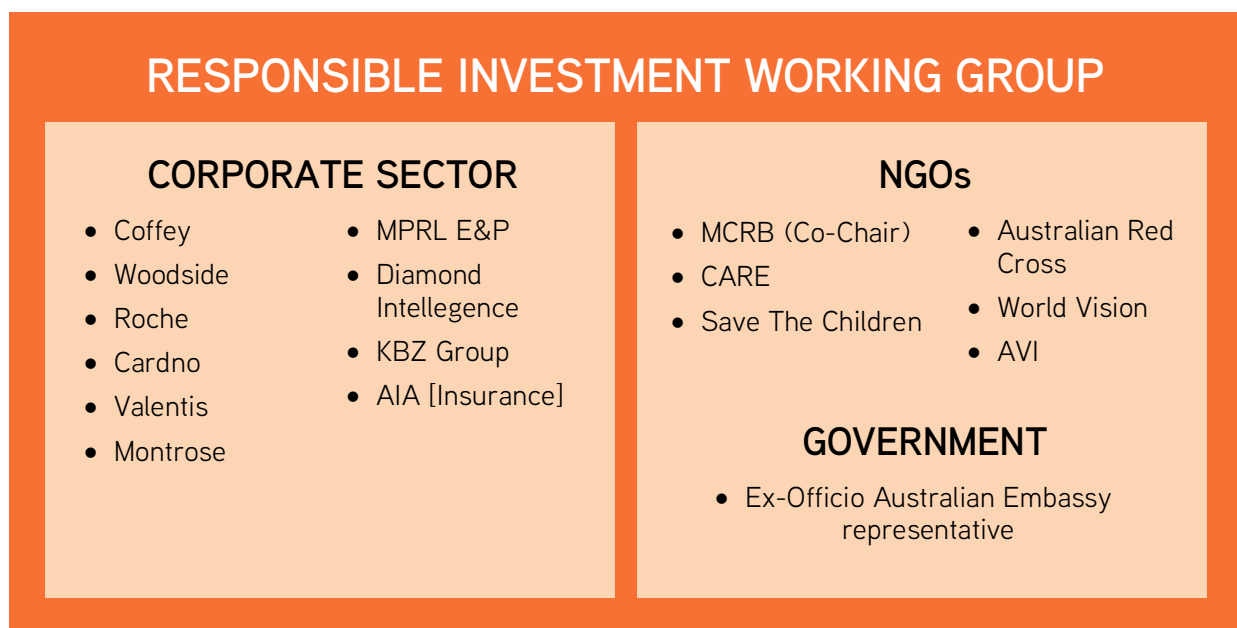 RESPONSIBLE INVESTMENT WORKING GROUP
CORPORATE SECTOR
• Coffey
• Woodside
• Roche
• Cardno
• Valentis
• Montrose
• MPRL E&P
• Diamond
Intellegence
• KBZ Group
• AIA [Insurance]
NGOs
• MCRB (Co-Chair)
• CARE
• Save The Children
• Australian Red
Cross
• World Vision
• AVI
GOVERNMENT
• Ex-Officio Australian Embassy
representative